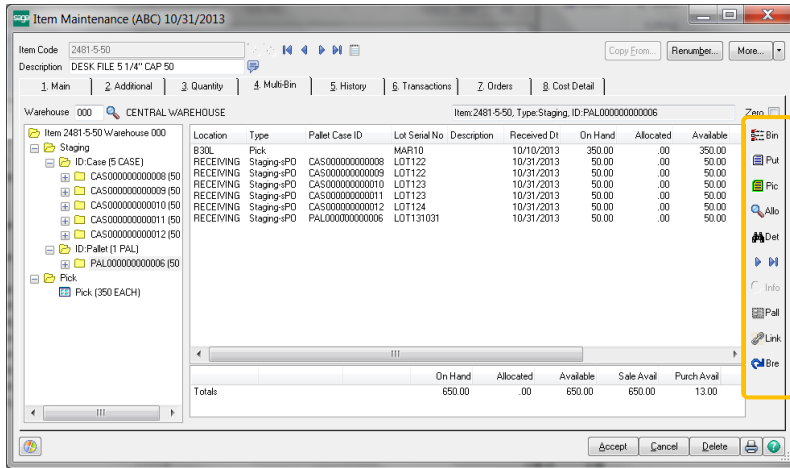 sage Item Maintenance (ABC) 10/31/2013
Item Code 2481-5-50 Copy From... Renumber... More...
Description DESK FILE 5 1/4" CAP 50
1. Main 2. Additional 3. Quantity 4. Multi-Bin 5. History 6. Transactions 7. Orders 8. Cost Detail
Warehouse 000 CENTRAL WAREHOUSE Item:2481-5-50, Type:Staging, ID:PAL000000000006 Zero
Item 2481-5-50 Warehouse 000
Staging
ID:Case (5 CASE)
CAS000000000008 (50
CAS000000000009 (50
CAS000000000010 (50
CAS000000000011 (50
CAS000000000012 (50
ID:Pallet (1 PAL)
PAL000000000006 (50
Pick
Pick (350 EACH)
Location Type Pallet Case ID Lot Serial No Description Received Dt On Hand Allocated Available
B30L Pick MAR10 10/10/2013 350.00 .00 350.00
RECEIVING Staging-sPO CAS000000000008 LOT122 10/31/2013 50.00 .00 50.00
RECEIVING Staging-sPO CAS000000000009 LOT122 10/31/2013 50.00 .00 50.00
RECEIVING Staging-sPO CAS000000000010 LOT123 10/31/2013 50.00 .00 50.00
RECEIVING Staging-sPO CAS000000000011 LOT123 10/31/2013 50.00 .00 50.00
RECEIVING Staging-sPO CAS000000000012 LOT124 10/31/2013 50.00 .00 50.00
RECEIVING Staging-sPO PAL000000000006 LOT131031 10/31/2013 50.00 .00 50.00
On Hand Allocated Available Sale Avail Purch Avail
Totals 650.00 .00 650.00 650.00 13.00
Bin
Put
Pic
Allo
Det
Info
Pall
Link
Bre
Accept Cancel Delete